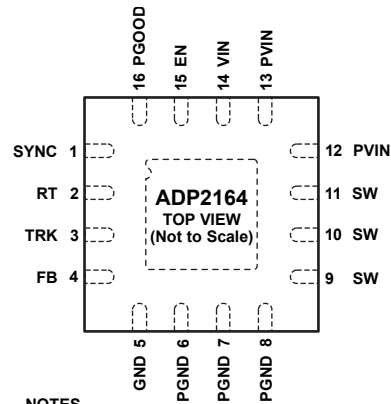 16 PGOOD
15 EN
14 VIN
13 PVIN
SYNC 1
RT 2
TRK 3
FB 4
ADP2164
TOP VIEW
(Not to Scale)
12 PVIN
11 SW
10 SW
9 SW
GND 5
PGND 6
PGND 7
PGND 8
NOTES